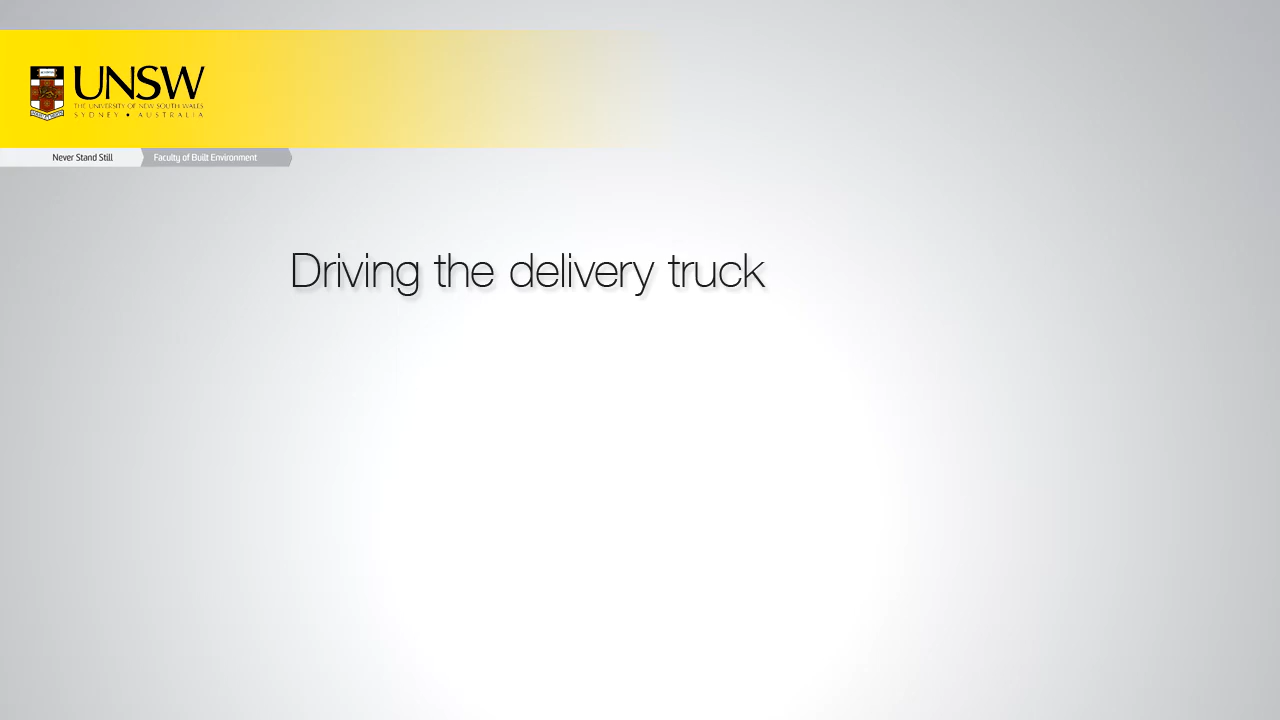 UNSW
THE UNIVERSITY OF NEW SOUTH WALES
SYDNEY • AUSTRALIA
Never Stand Still
Faculty of Built Environment
Driving the delivery truck